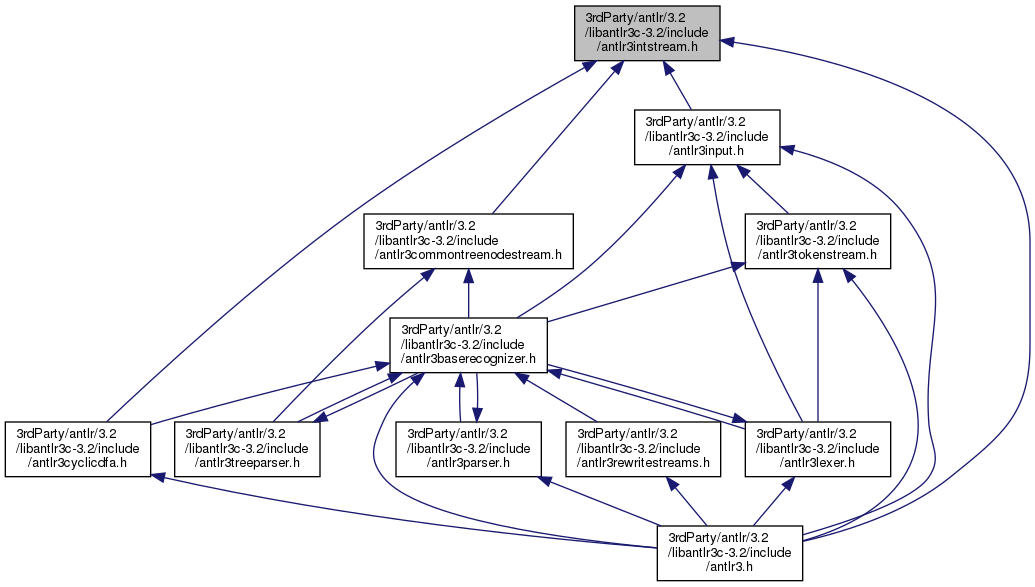 3rdParty/antlr/3.2
/libantlr3c-3.2/include
/antlr3intstream.h
3rdParty/antlr/3.2
/libantlr3c-3.2/include
/antlr3input.h
3rdParty/antlr/3.2
/libantlr3c-3.2/include
/antlr3commontreenodestream.h
3rdParty/antlr/3.2
/libantlr3c-3.2/include
/antlr3tokenstream.h
3rdParty/antlr/3.2
/libantlr3c-3.2/include
/antlr3baserecognizer.h
3rdParty/antlr/3.2
/libantlr3c-3.2/include
/antlr3cyclicdfa.h
3rdParty/antlr/3.2
/libantlr3c-3.2/include
/antlr3treeparser.h
3rdParty/antlr/3.2
/libantlr3c-3.2/include
/antlr3parser.h
3rdParty/antlr/3.2
/libantlr3c-3.2/include
/antlr3rewritestreams.h
3rdParty/antlr/3.2
/libantlr3c-3.2/include
/antlr3lexer.h
3rdParty/antlr/3.2
/libantlr3c-3.2/include
/antlr3.h